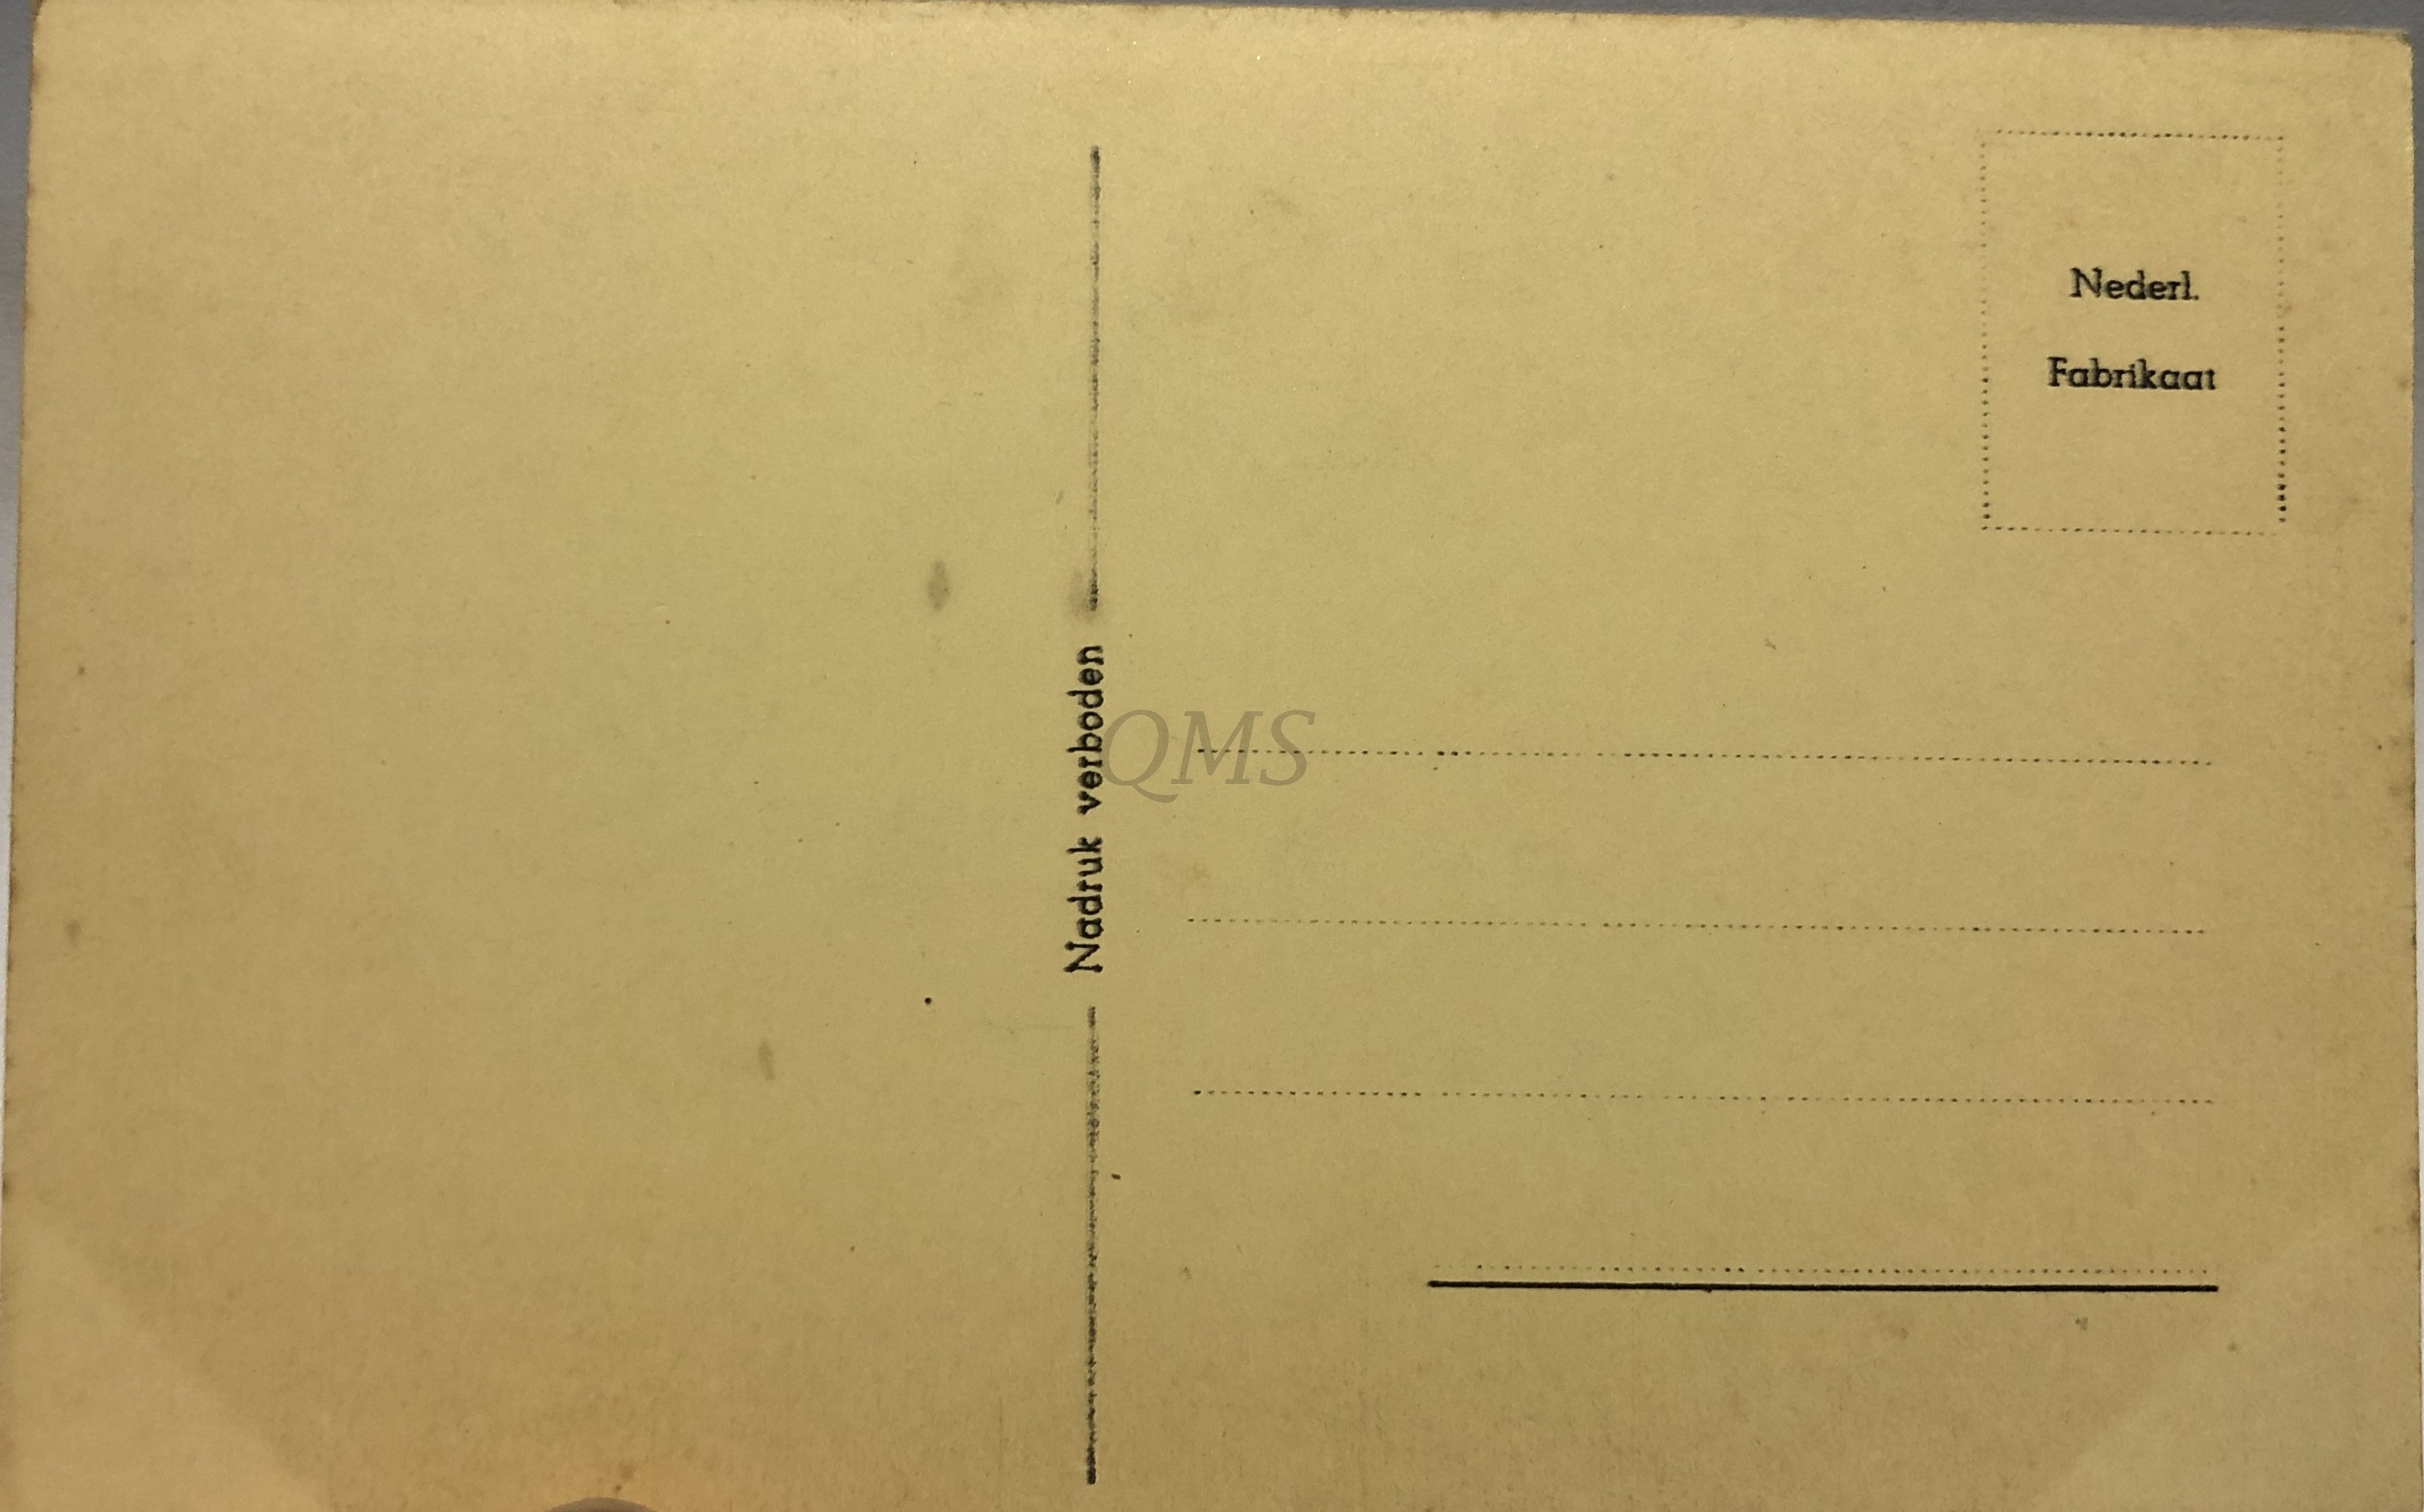 Nederl.
Fabrikaat
Nadruk verboden
QMS